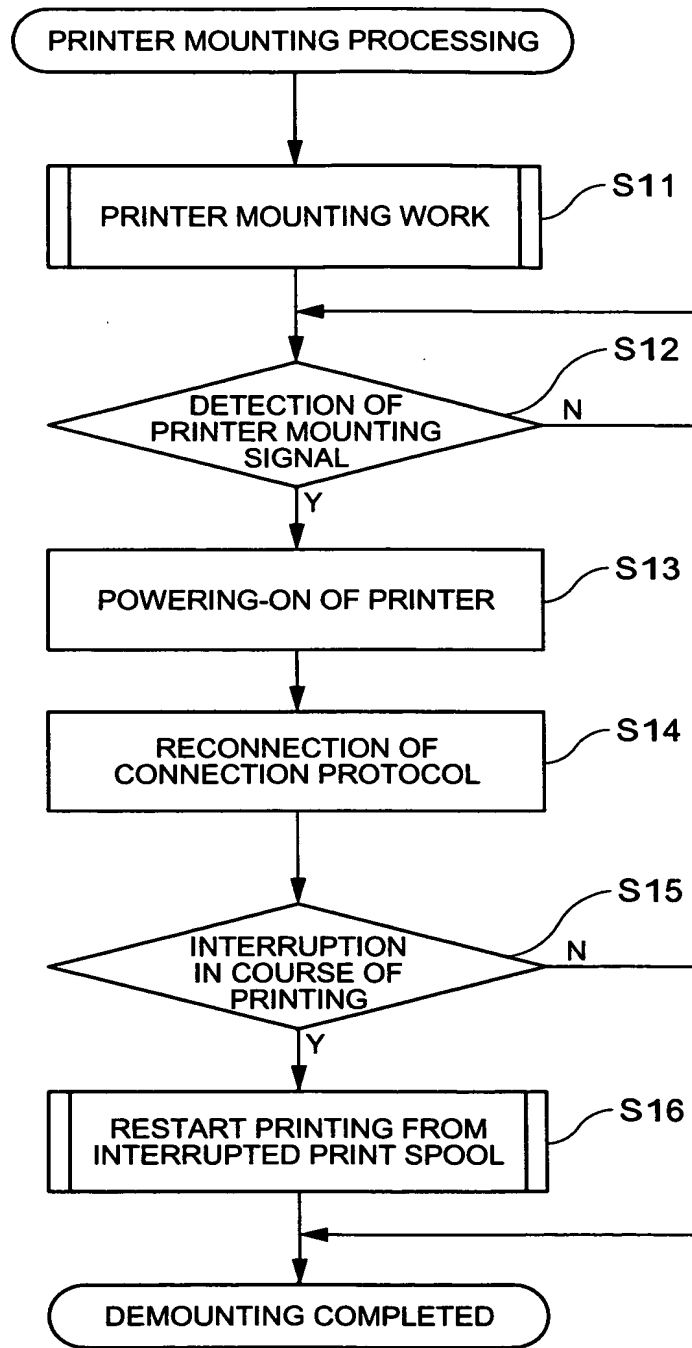 PRINTER MOUNTING PROCESSING
PRINTER MOUNTING WORK
S11
S12
DETECTION OF
PRINTER MOUNTING
SIGNAL
N
Y
POWERING-ON OF PRINTER
S13
RECONNECTION OF
CONNECTION PROTOCOL
S14
S15
INTERRUPTION
IN COURSE OF
PRINTING
N
Y
RESTART PRINTING FROM
INTERRUPTED PRINT SPOOL
S16
DEMOUNTING COMPLETED